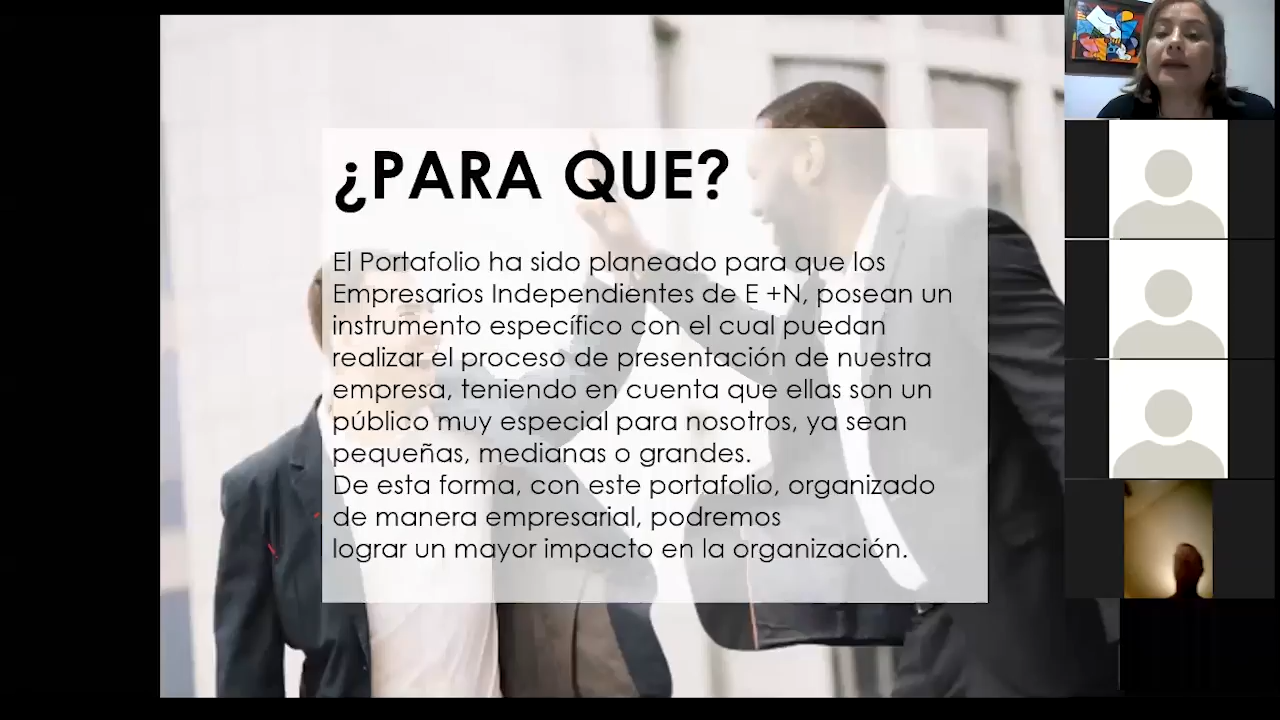 ¿PARA QUE?
El Portafolio ha sido planeado para que los
Empresarios Independientes de E +N, posean un
instrumento específico con el cual puedan
realizar el proceso de presentación de nuestra
empresa, teniendo en cuenta que ellas son un
público muy especial para nosotros, ya sean
pequeñas, medianas o grandes.
De esta forma, con este portafolio, organizado
de manera empresarial, podremos
lograr un mayor impacto en la organización.